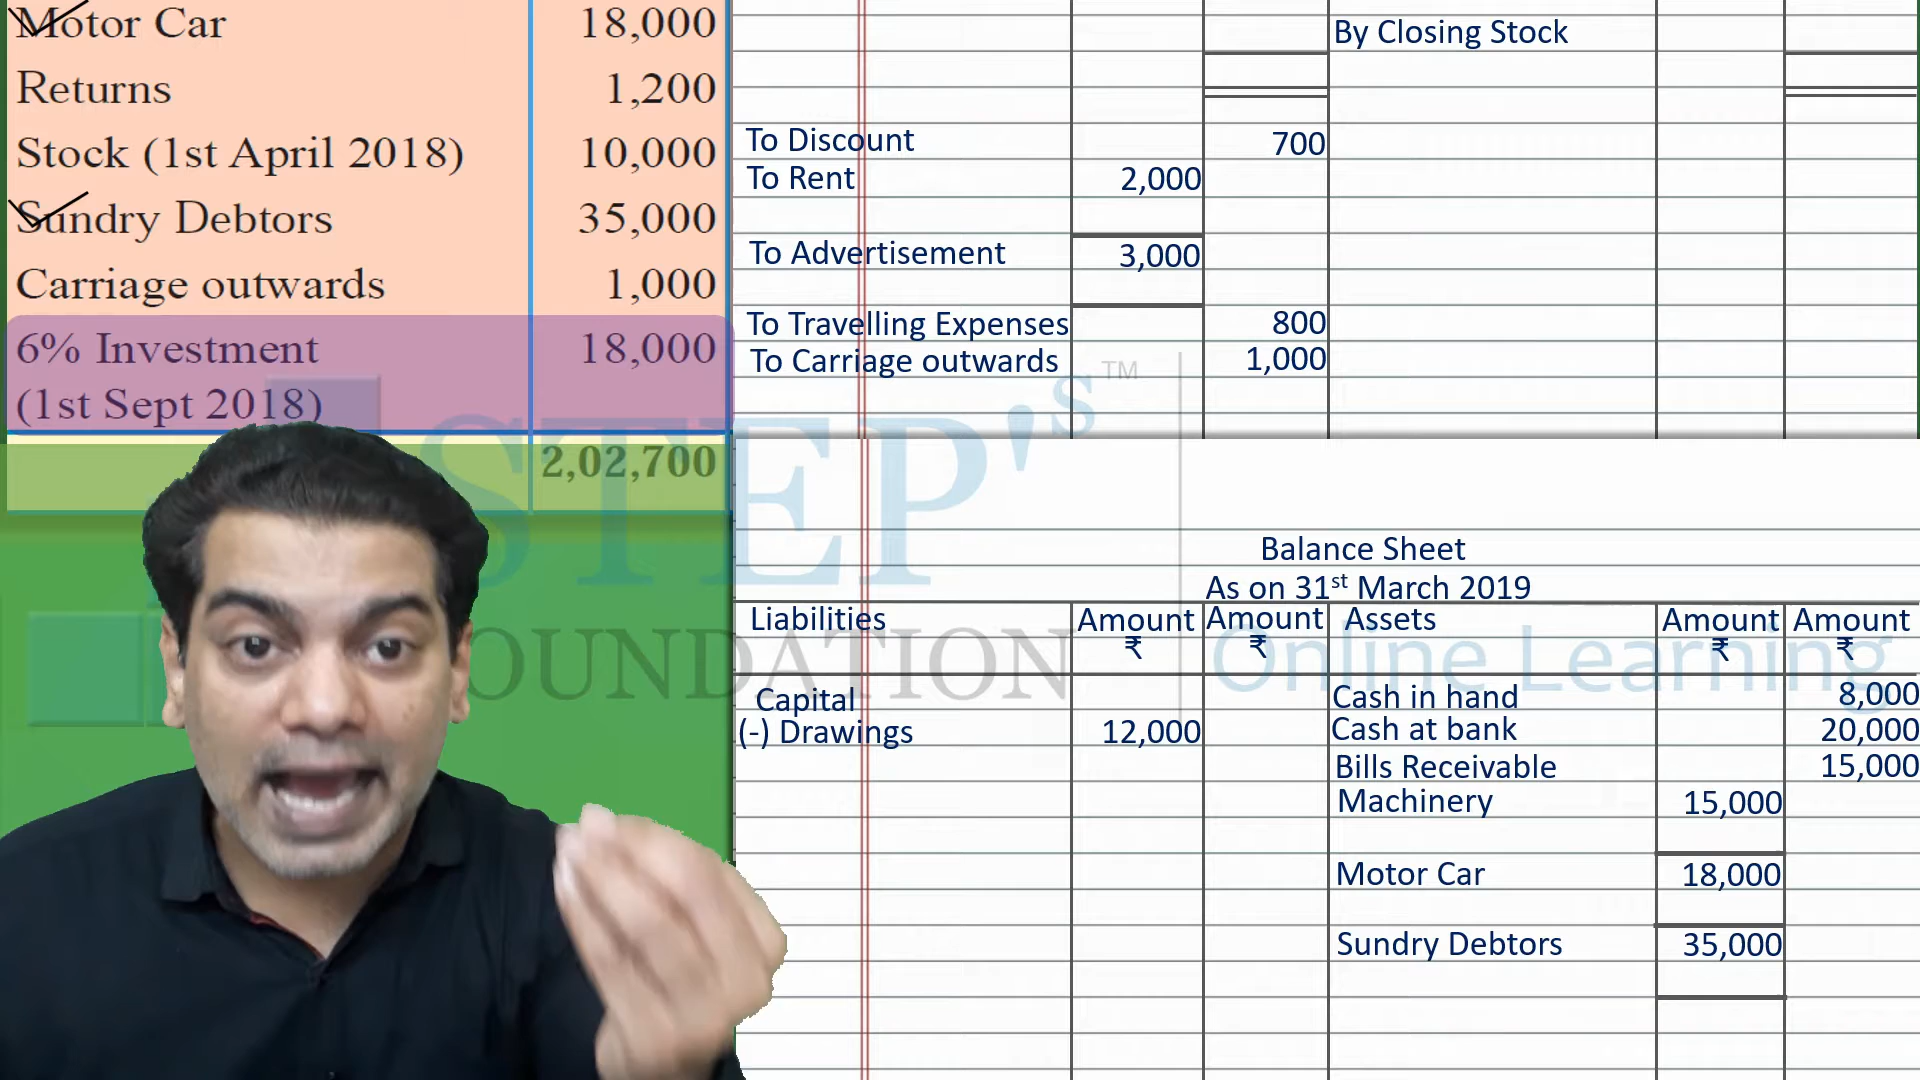 Motor Car 18,000
Returns 1,200
Stock (1st April 2018) 10,000
Sundry Debtors 35,000
Carriage outwards 1,000
6% Investment 18,000
(1st Sept 2018)
2,02,700
By Closing Stock
To Discount 700
To Rent 2,000
To Advertisement 3,000
To Travelling Expenses 800
To Carriage outwards 1,000
STEP's ™
OUNDATION Online Learning
Balance Sheet
As on 31st March 2019
Liabilities Amount ₹ Amount ₹ Assets Amount ₹ Amount ₹
Capital Cash in hand 8,000
(-) Drawings 12,000 Cash at bank 20,000
Bills Receivable 15,000
Machinery 15,000
Motor Car 18,000
Sundry Debtors 35,000